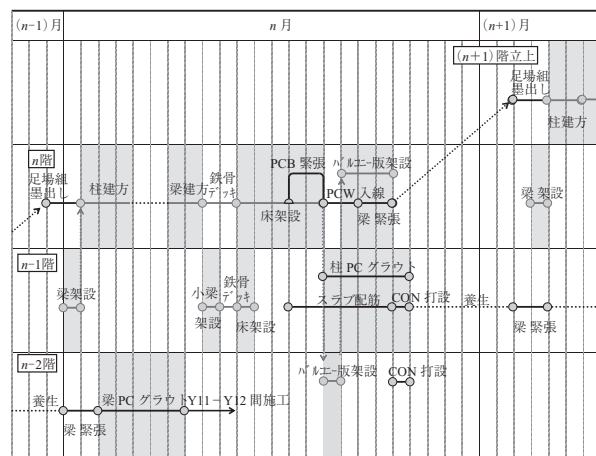 (n-1)月
n 月
(n+1)月
(n+1)階立上
足場組
墨出し
柱建方
n階
足場組
墨出し
柱建方
梁建方
鉄骨
デッキ
床架設
PCB 緊張
バルコニー版架設
PCW 入線
梁 緊張
梁 架設
n-1階
梁架設
小梁
架設
鉄骨
デッキ
床架設
柱 PC グラウト
スラブ配筋
CON 打設
養生
梁 緊張
n-2階
養生
梁 緊張
梁 PC グラウト
Y11－Y12 間施工
バルコニー版架設
CON 打設